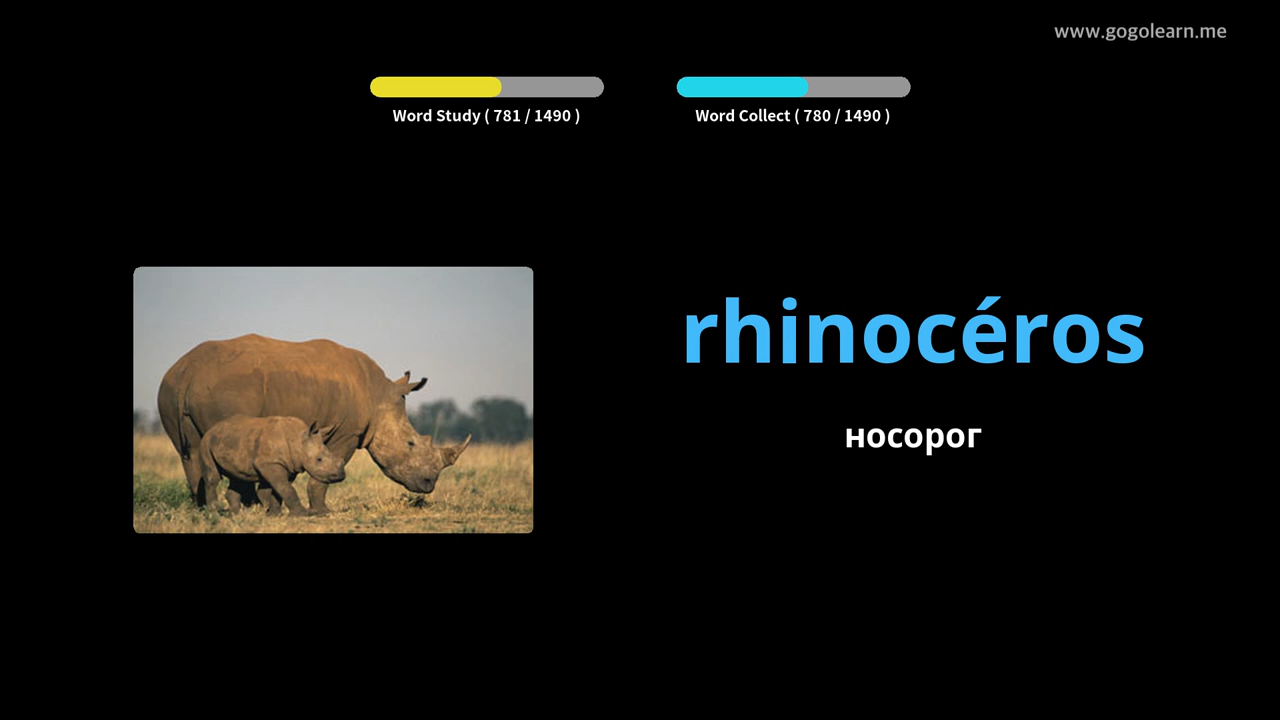 www.gogolearn.me
Word Study ( 781 / 1490 )
Word Collect ( 780 / 1490 )
rhinocéros
носорог